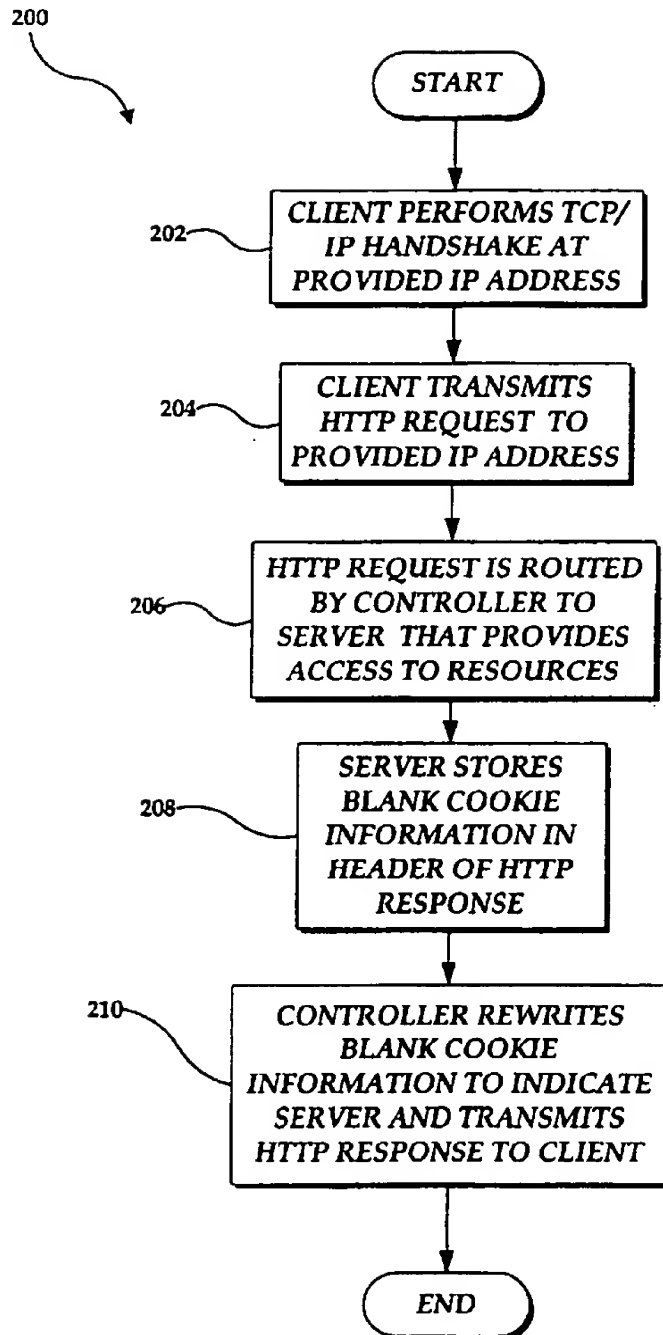 200
START
202
CLIENT PERFORMS TCP/
IP HANDSHAKE AT
PROVIDED IP ADDRESS
204
CLIENT TRANSMITS
HTTP REQUEST TO
PROVIDED IP ADDRESS
206
HTTP REQUEST IS ROUTED
BY CONTROLLER TO
SERVER THAT PROVIDES
ACCESS TO RESOURCES
208
SERVER STORES
BLANK COOKIE
INFORMATION IN
HEADER OF HTTP
RESPONSE
210
CONTROLLER REWRITES
BLANK COOKIE
INFORMATION TO INDICATE
SERVER AND TRANSMITS
HTTP RESPONSE TO CLIENT
END